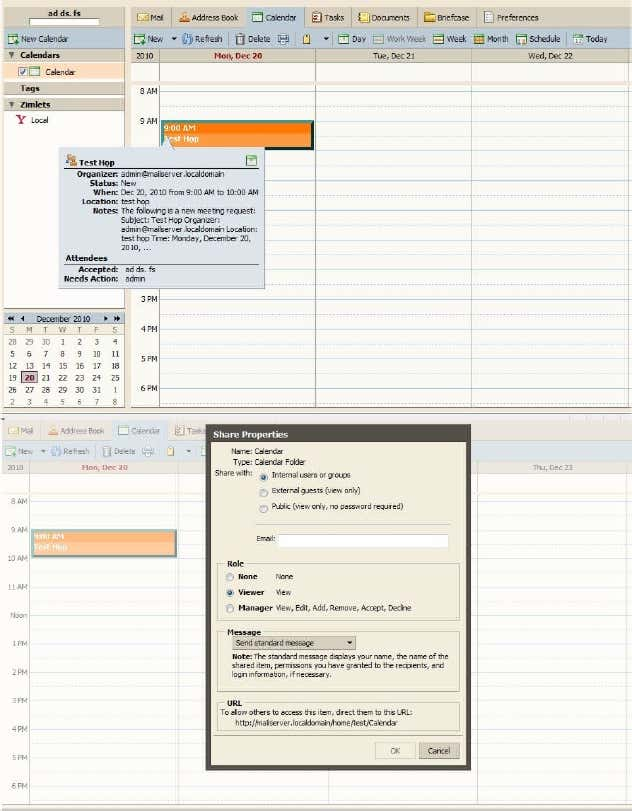 ad ds. fs
Mail Address Book Calendar Tasks Documents Briefcase Preferences
New Calendar
New Refresh Delete Day Work Week Week Month Schedule Today
Calendars
Calendar
Tags
Zimlets
Local
2010 Mon, Dec 20 Tue, Dec 21 Wed, Dec 22
8 AM
9 AM
9:00 AM
Test Hop
Test Hop
Organizer: admin@mailserver.localdomain
Status: New
When: Dec 20, 2010 from 9:00 AM to 10:00 AM
Location: test hop
Notes: The following is a new meeting request:
Subject: Test Hop Organizer:
admin@mailserver.localdomain Location:
test hop Time: Monday, December 20,
2010, ...
Attendees
Accepted: ad ds. fs
Needs Action: admin
3 PM
4 PM
5 PM
6 PM
December 2010
S M T W T F S
28 29 30 1 2 3 4
5 6 7 8 9 10 11
12 13 14 15 16 17 18
19 20 21 22 23 24 25
26 27 28 29 30 31 1
2 3 4 5 6 7 8
Mail Address Book Calendar Tasks
New Refresh Delete
2010 Mon, Dec 20 Thu, Dec 23
8 AM
9 AM
9:00 AM
Test Hop
10 AM
11 AM
Noon
1 PM
2 PM
3 PM
4 PM
5 PM
6 PM
Share Properties
Name: Calendar
Type: Calendar Folder
Share with: Internal users or groups
External guests (view only)
Public (view only, no password required)
Email:
Role
None None
Viewer View
Manager View, Edit, Add, Remove, Accept, Decline
Message
Send standard message
Note: The standard message displays your name, the name of the
shared item, permissions you have granted to the recipients, and
login information, if necessary.
URL
To allow others to access this item, direct them to this URL:
http://mailserver.localdomain/home/test/Calendar
OK Cancel